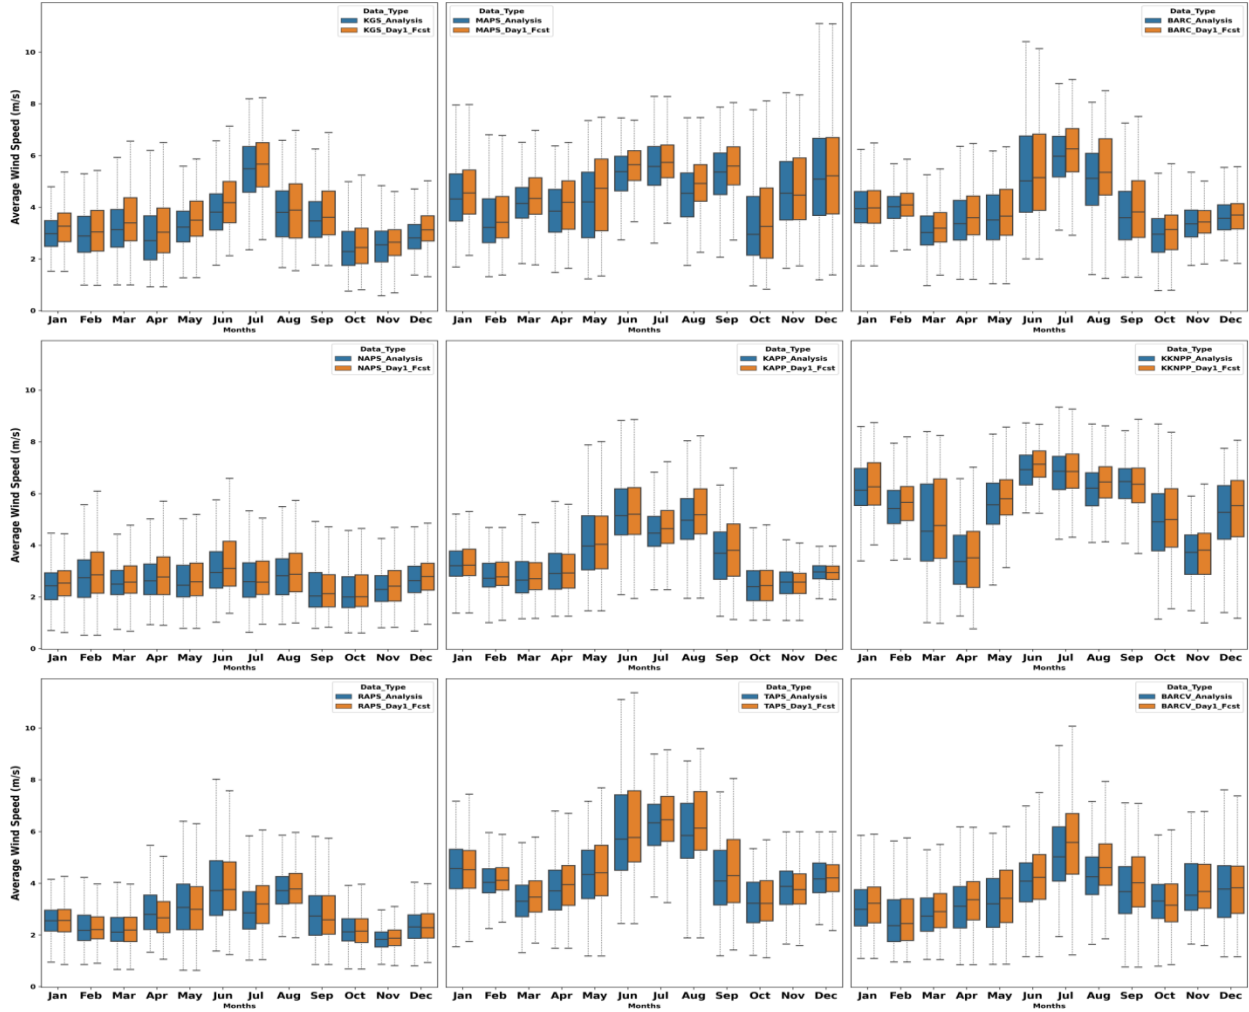 Data_Type
KGS_Analysis
KGS_Day1_Fcst
Average Wind Speed (m/s)
10
8
6
4
2
0
Jan Feb Mar Apr May Jun Jul Aug Sep Oct Nov Dec
Months
Data_Type
MAPS_Analysis
MAPS_Day1_Fcst
Jan Feb Mar Apr May Jun Jul Aug Sep Oct Nov Dec
Months
Data_Type
BARC_Analysis
BARC_Day1_Fcst
Jan Feb Mar Apr May Jun Jul Aug Sep Oct Nov Dec
Months
Data_Type
NAPS_Analysis
NAPS_Day1_Fcst
Average Wind Speed (m/s)
10
8
6
4
2
0
Jan Feb Mar Apr May Jun Jul Aug Sep Oct Nov Dec
Months
Data_Type
KAPP_Analysis
KAPP_Day1_Fcst
Jan Feb Mar Apr May Jun Jul Aug Sep Oct Nov Dec
Months
Data_Type
KKNPP_Analysis
KKNPP_Day1_Fcst
Jan Feb Mar Apr May Jun Jul Aug Sep Oct Nov Dec
Months
Data_Type
RAPS_Analysis
RAPS_Day1_Fcst
Average Wind Speed (m/s)
10
8
6
4
2
0
Jan Feb Mar Apr May Jun Jul Aug Sep Oct Nov Dec
Months
Data_Type
TAPS_Analysis
TAPS_Day1_Fcst
Jan Feb Mar Apr May Jun Jul Aug Sep Oct Nov Dec
Months
Data_Type
BARCV_Analysis
BARCV_Day1_Fcst
Jan Feb Mar Apr May Jun Jul Aug Sep Oct Nov Dec
Months